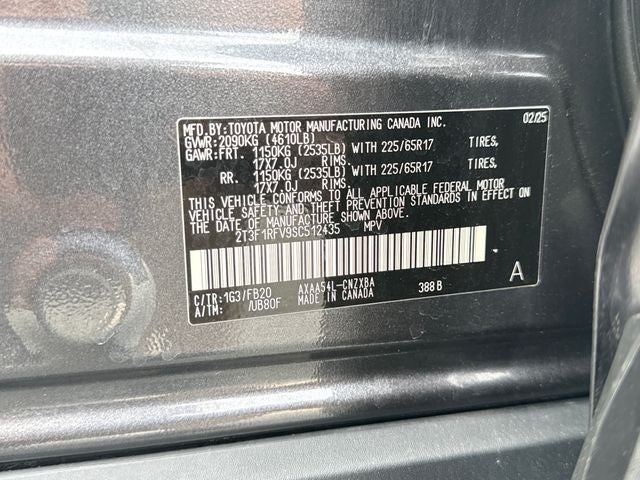 MFD. BY:TOYOTA MOTOR MANUFACTURING CANADA INC. 02/25
GVWR: 2090KG (4610LB)
GAWR: FRT. 1150KG (2535LB) WITH 225/65R17 TIRES,
17X7.0J RIMS.
RR. 1150KG (2535LB) WITH 225/65R17 TIRES,
17X7.0J RIMS.
THIS VEHICLE CONFORMS TO ALL APPLICABLE FEDERAL MOTOR
VEHICLE SAFETY AND THEFT PREVENTION STANDARDS IN EFFECT ON
THE DATE OF MANUFACTURE SHOWN ABOVE.
2T3F1RFV9SC512435 MPV
C/TR: 1G3/FB20 AXAA54L-CNZXBA 388B A
A/TM: /UB80F MADE IN CANADA